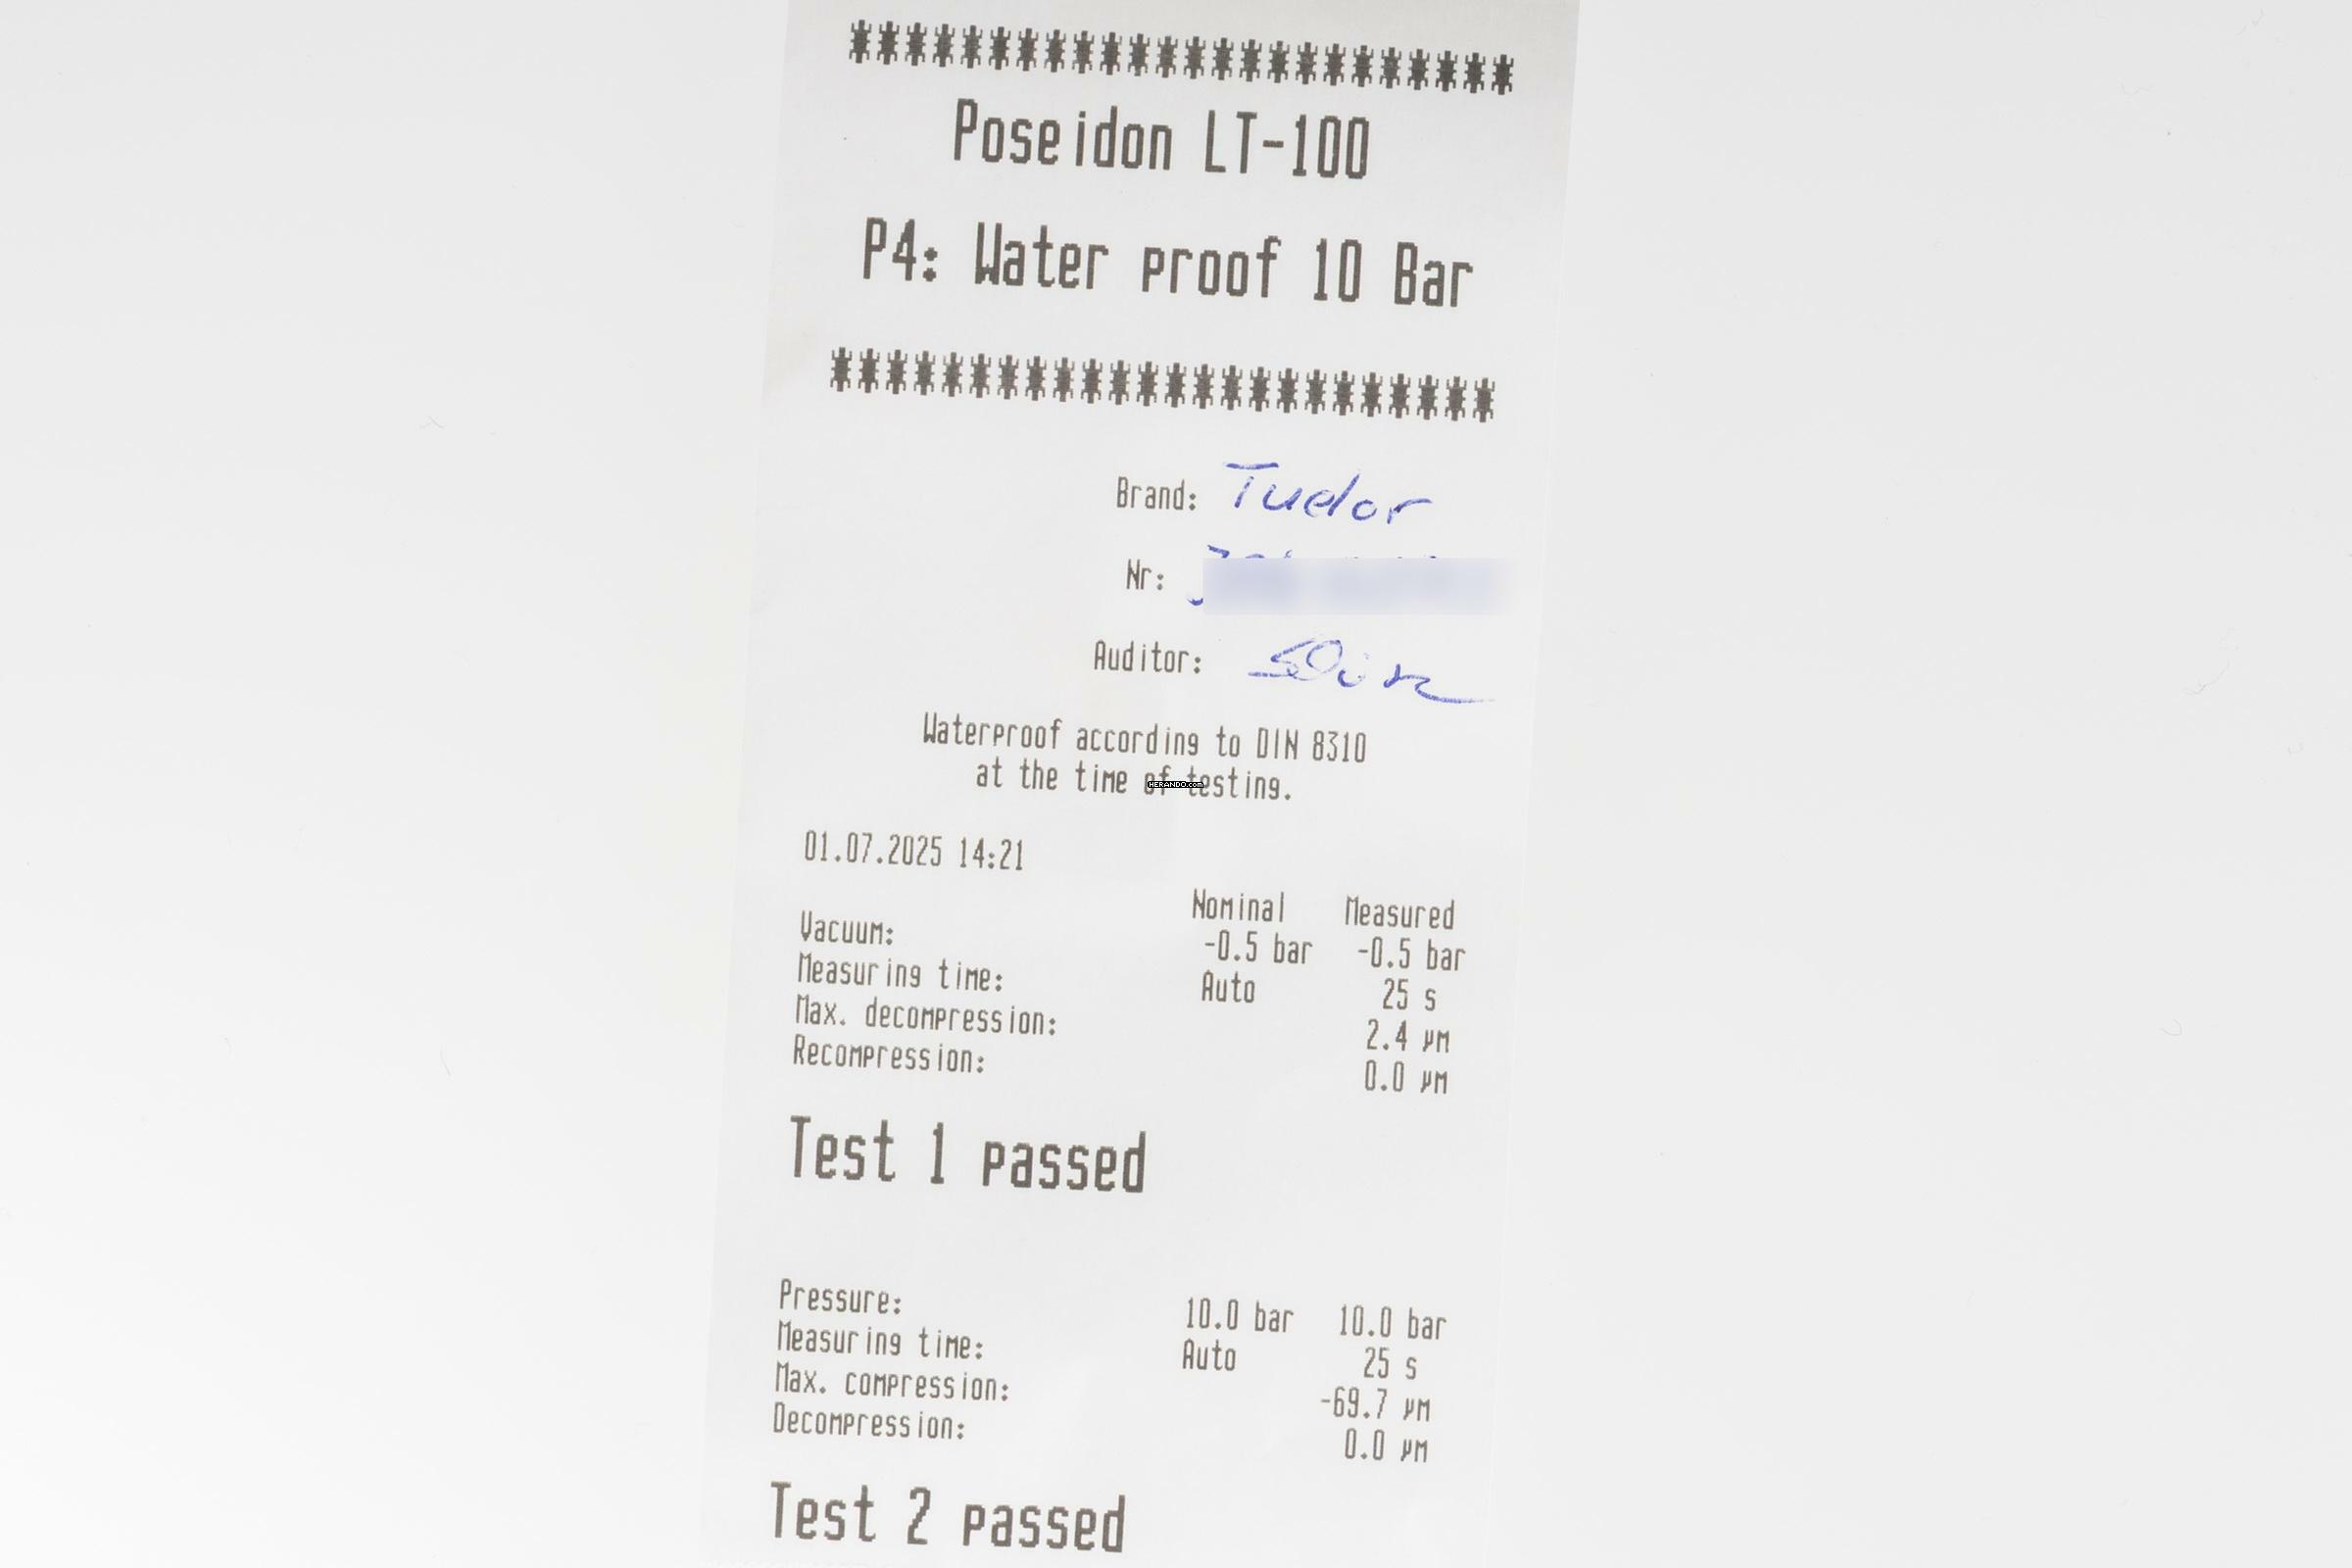 ************************
Poseidon LT-100
P4: Water proof 10 Bar
************************
Brand: Tudor
Nr:
Auditor:
Waterproof according to DIN 8310
at the time of testing.
HERANDO.com
01.07.2025 14:21
Nominal Measured
Vacuum: -0.5 bar -0.5 bar
Measuring time: Auto 25 s
Max. decompression: 2.4 µm
Recompression: 0.0 µm
Test 1 passed
Pressure: 10.0 bar 10.0 bar
Measuring time: Auto 25 s
Max. compression: -69.7 µm
Decompression: 0.0 µm
Test 2 passed